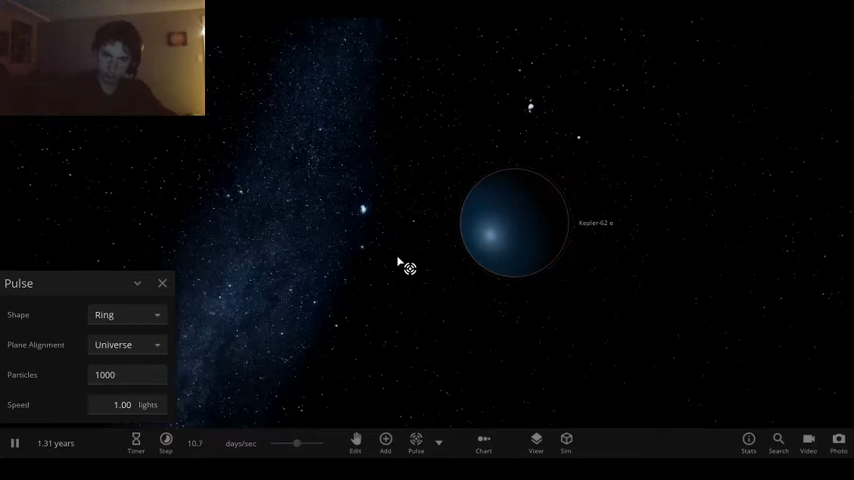 Kepler-62 e
Pulse
Shape Ring
Plane Alignment Universe
Particles 1000
Speed 1.00 lights
1.31 years Timer Step 10.7 days/sec Edit Add Pulse Chart View Sim Stats Search Video Photo